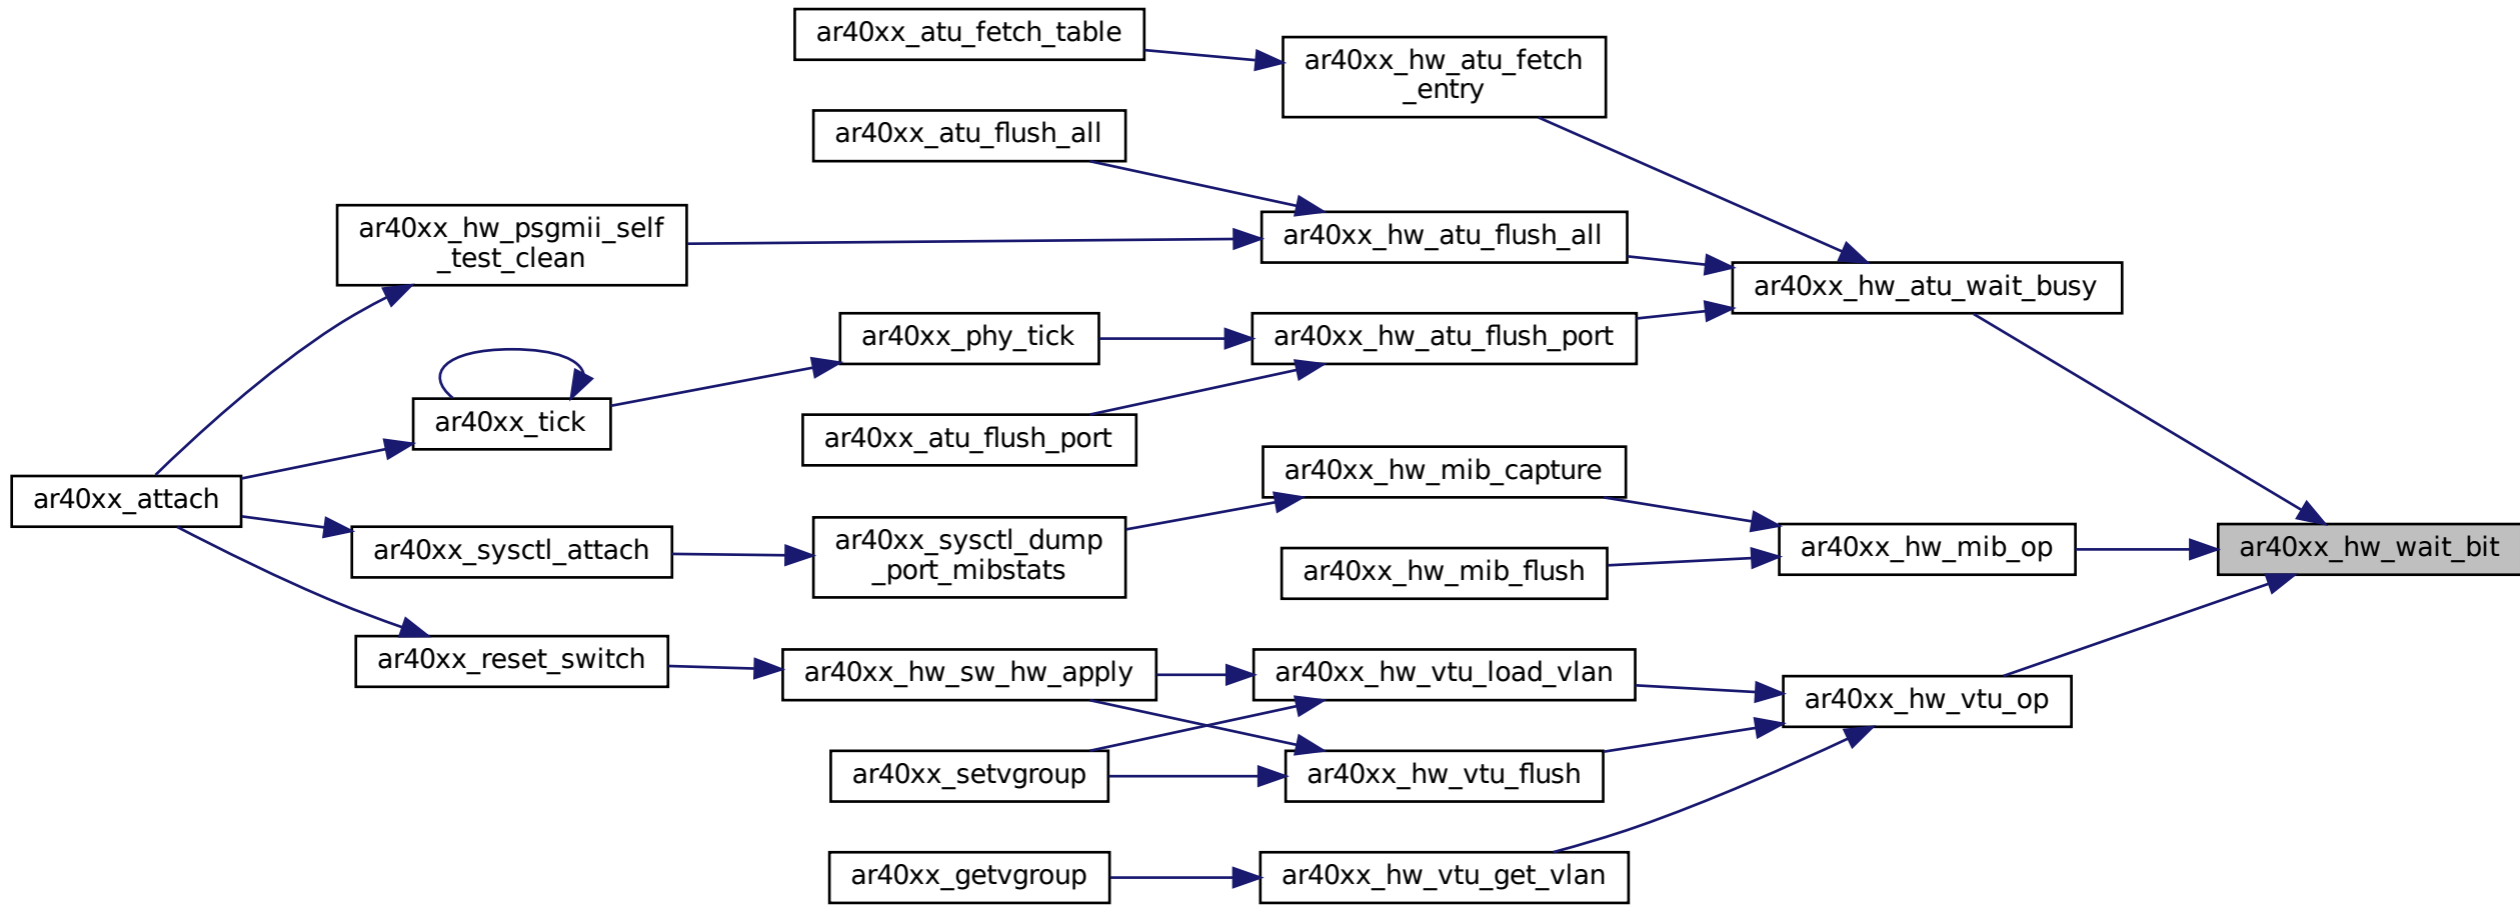 ar40xx_atu_fetch_table
ar40xx_hw_atu_fetch
_entry
ar40xx_atu_flush_all
ar40xx_hw_psgmii_self
_test_clean
ar40xx_hw_atu_flush_all
ar40xx_hw_atu_wait_busy
ar40xx_phy_tick
ar40xx_hw_atu_flush_port
ar40xx_tick
ar40xx_atu_flush_port
ar40xx_hw_mib_capture
ar40xx_attach
ar40xx_sysctl_attach
ar40xx_sysctl_dump
_port_mibstats
ar40xx_hw_mib_flush
ar40xx_hw_mib_op
ar40xx_hw_wait_bit
ar40xx_reset_switch
ar40xx_hw_sw_hw_apply
ar40xx_hw_vtu_load_vlan
ar40xx_hw_vtu_op
ar40xx_setvgroup
ar40xx_hw_vtu_flush
ar40xx_getvgroup
ar40xx_hw_vtu_get_vlan